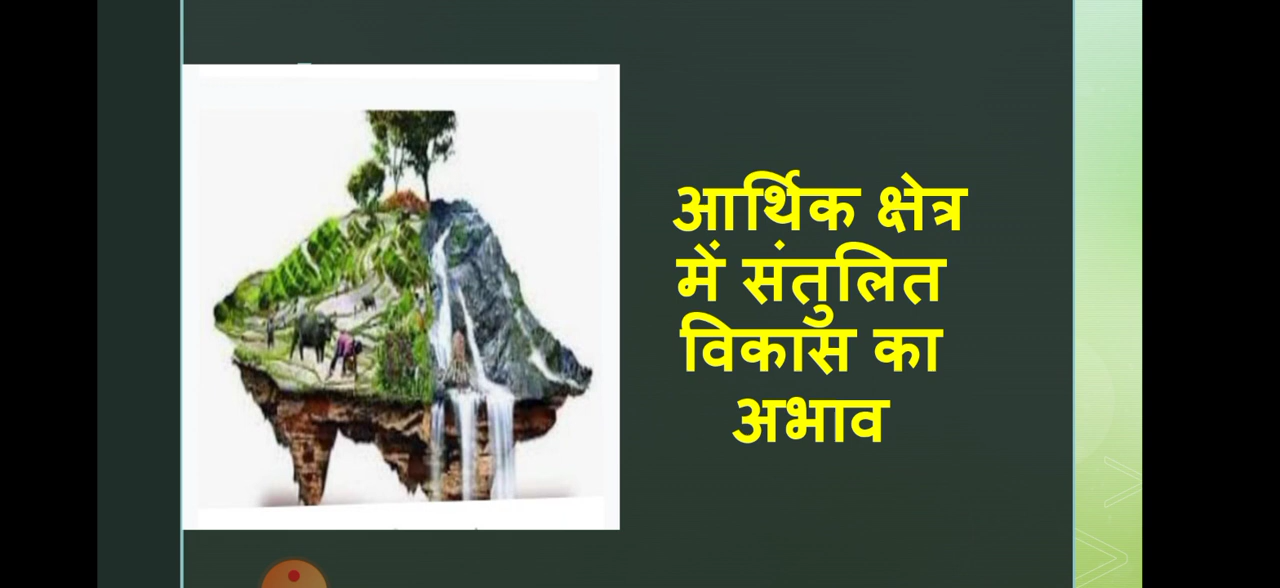 आर्थिक क्षेत्र
में संतुलित
विकास का
अभाव